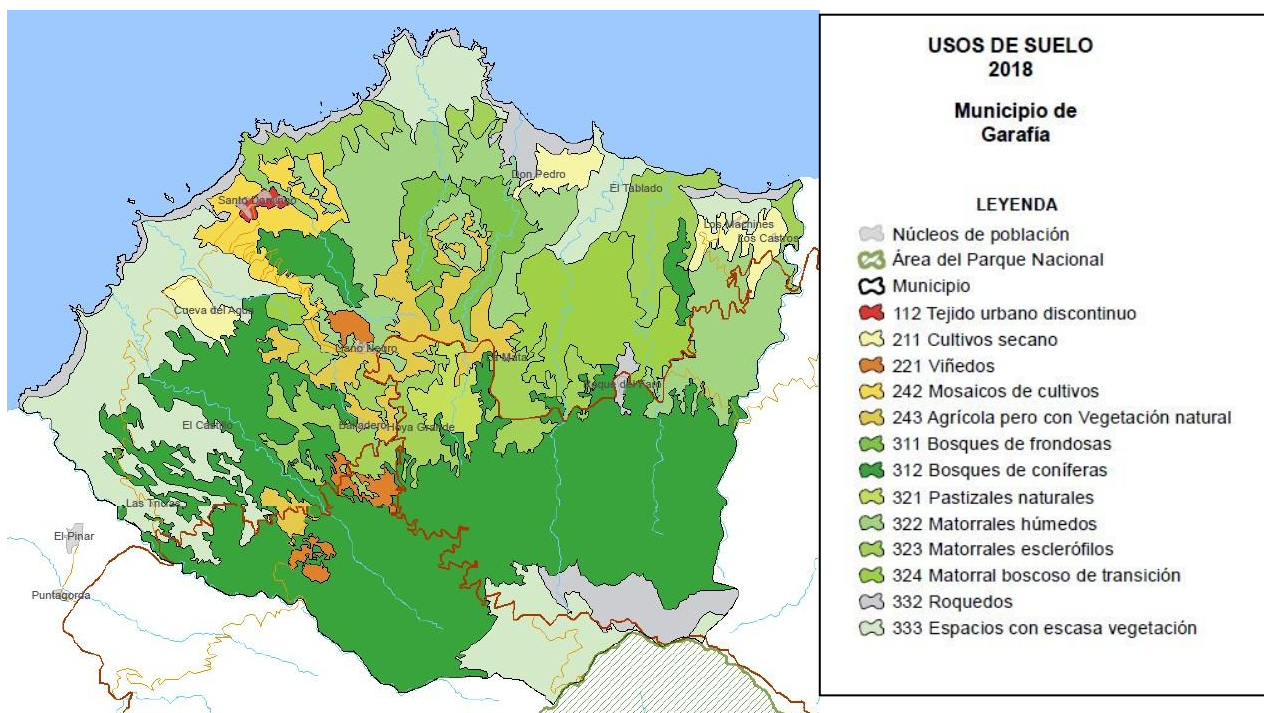 USOS DE SUELO
2018
Municipio de
Garafía
LEYENDA
Núcleos de población
Área del Parque Nacional
Municipio
112 Tejido urbano discontinuo
211 Cultivos secano
221 Viñedos
242 Mosaicos de cultivos
243 Agrícola pero con Vegetación natural
311 Bosques de frondosas
312 Bosques de coníferas
321 Pastizales naturales
322 Matorrales húmedos
323 Matorrales esclerófilos
324 Matorral boscoso de transición
332 Roquedos
333 Espacios con escasa vegetación
Don Pedro
El Tablado
Santo Domingo
Los Machines
Los Castros
Cueva del Agua
Llano Negro
La Mata
Roque del Faro
El Castillo
Hoya Grande
Las Tricias
El Pinar
Puntagorda